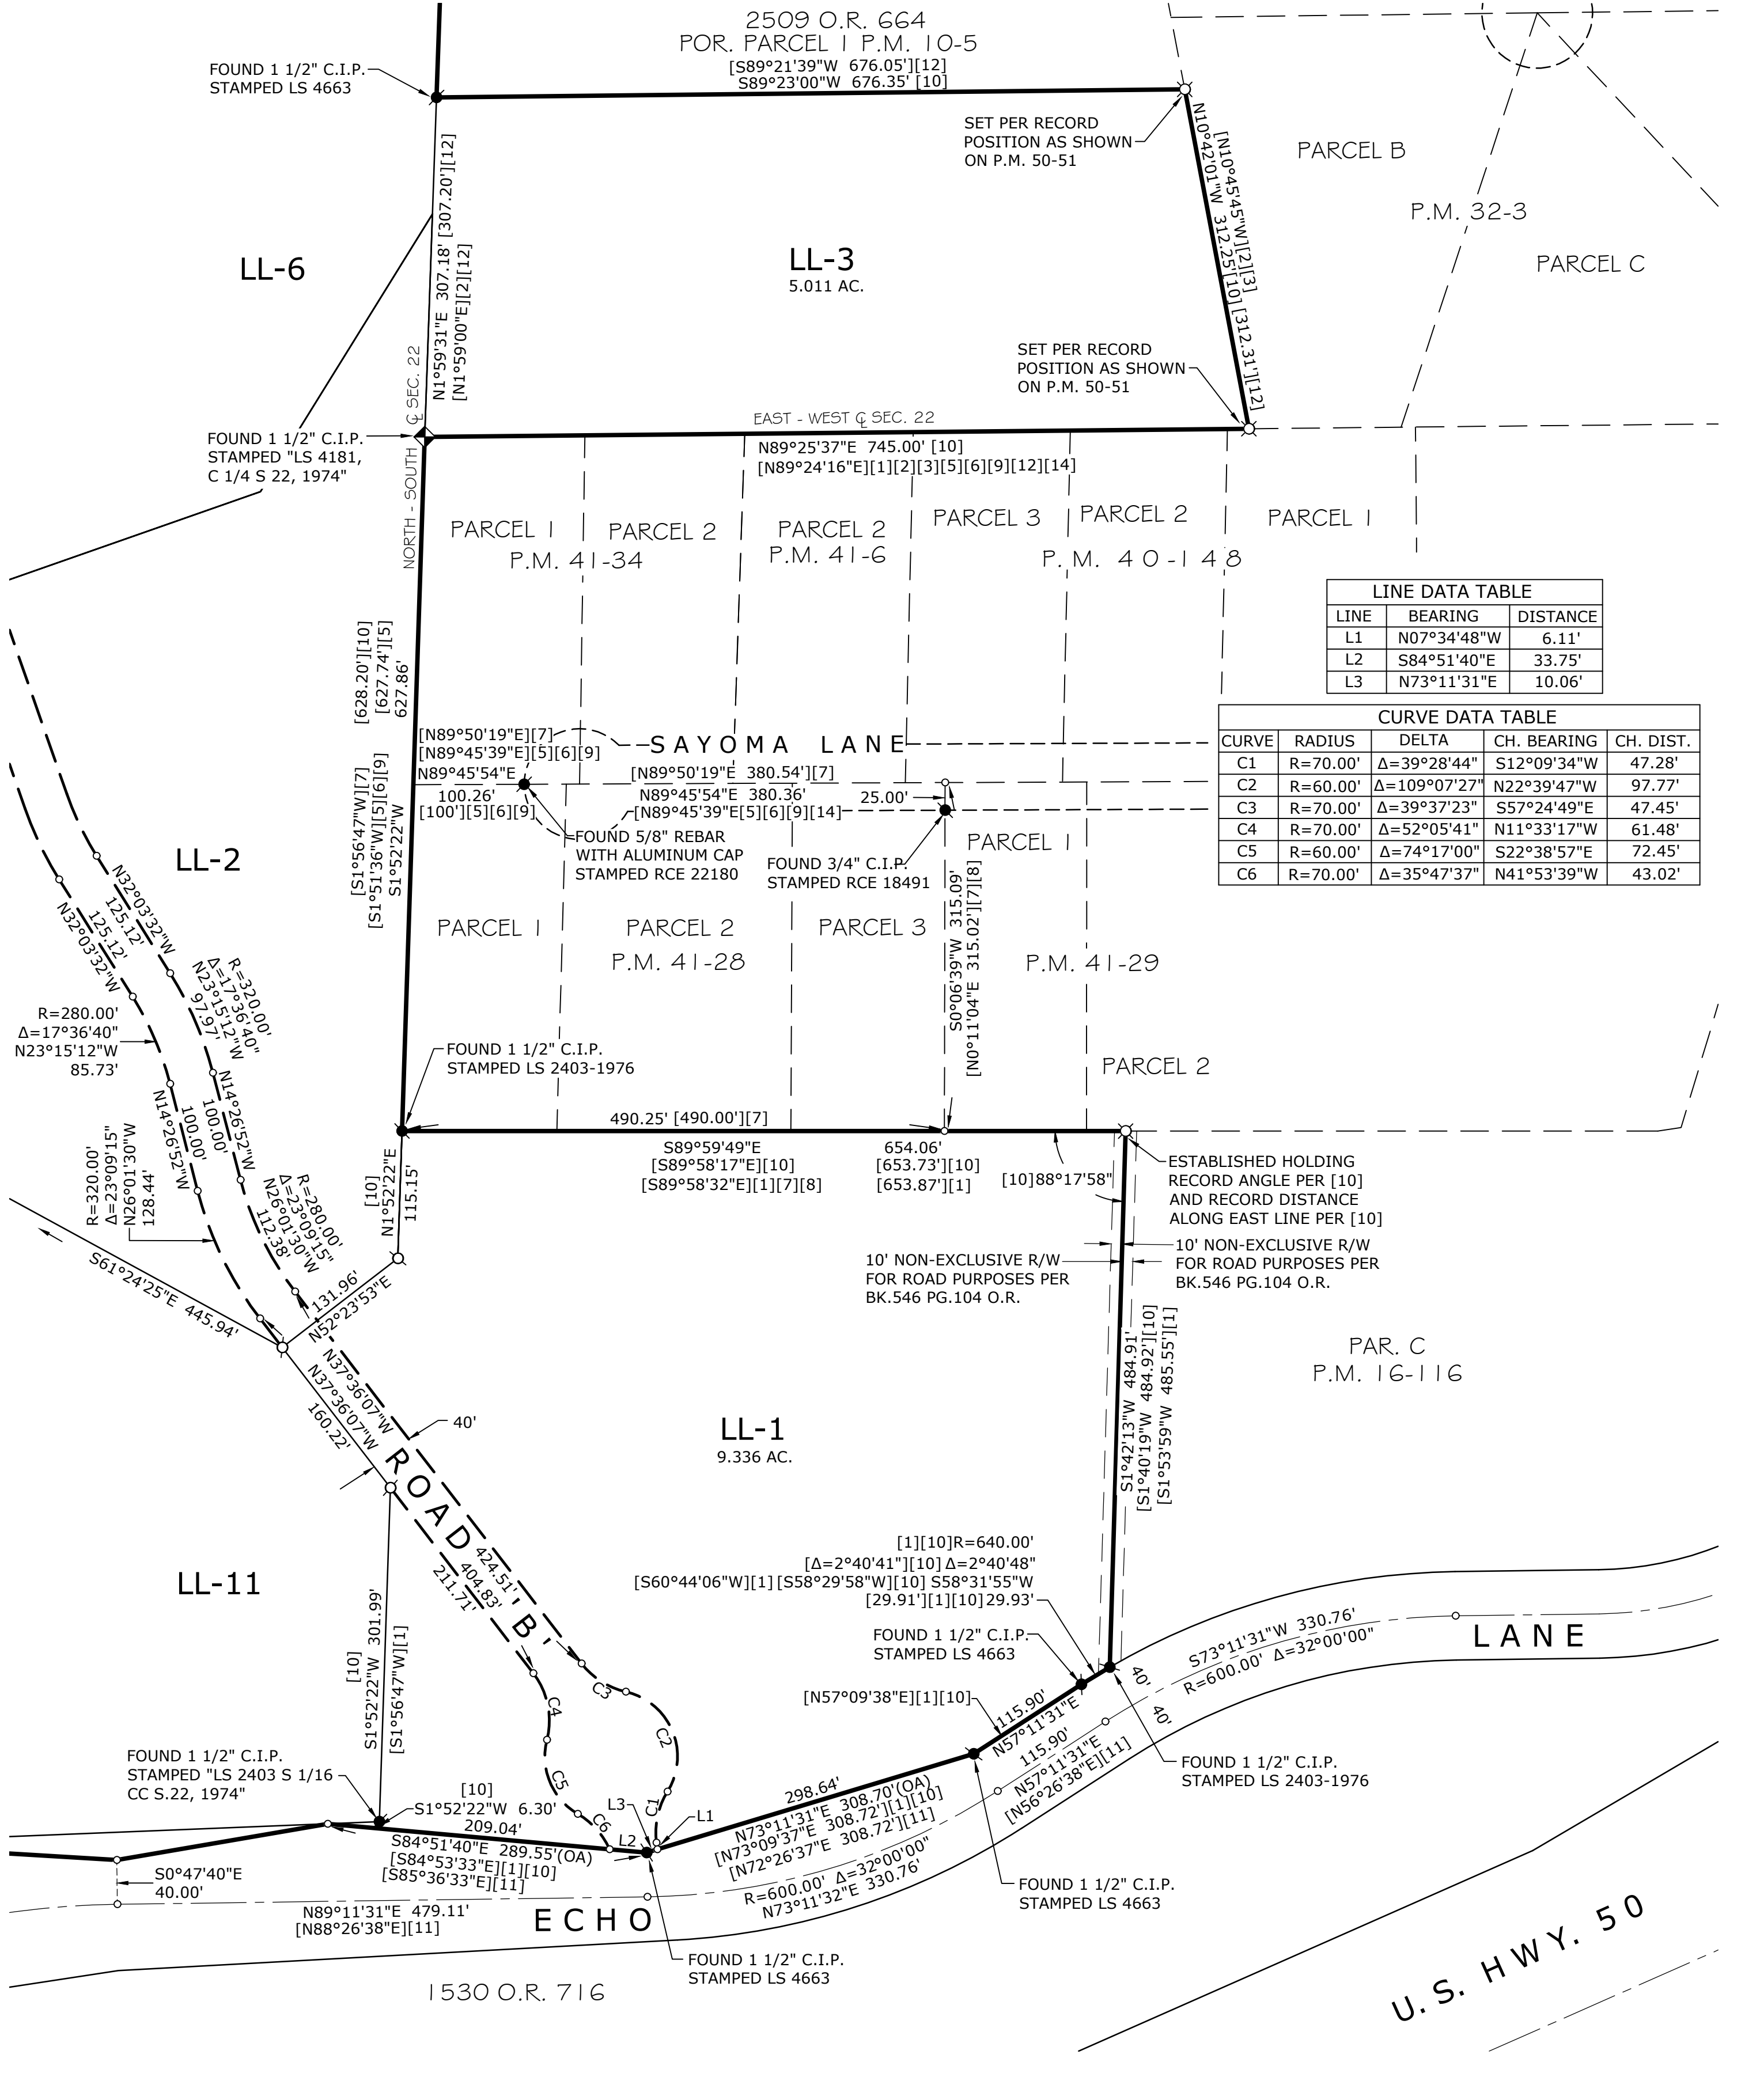 2509 O.R. 664
POR. PARCEL 1 P.M. 10-5
[S89°21'39"W 676.05'][12]
S89°23'00"W 676.35' [10]
FOUND 1 1/2" C.I.P.
STAMPED LS 4663
SET PER RECORD
POSITION AS SHOWN
ON P.M. 50-51
N10°42'01"W 312.25'[10] [312.31'][12]
[N10°45'45"W][2][3]
PARCEL B
P.M. 32-3
PARCEL C
LL-6
N1°59'31"E 307.18' [307.20'][12]
[N1°59'00"E][2][12]
LL-3
5.011 AC.
SET PER RECORD
POSITION AS SHOWN
ON P.M. 50-51
NORTH - SOUTH ℄ SEC. 22
EAST - WEST ℄ SEC. 22
FOUND 1 1/2" C.I.P.
STAMPED "LS 4181,
C 1/4 S 22, 1974"
N89°25'37"E 745.00' [10]
[N89°24'16"E][1][2][3][5][6][9][12][14]
PARCEL 1
PARCEL 2
P.M. 41-34
PARCEL 2
P.M. 41-6
PARCEL 3
PARCEL 2
PARCEL 1
P.M. 40-148
LINE DATA TABLE
LINE BEARING DISTANCE
L1 N07°34'48"W 6.11'
L2 S84°51'40"E 33.75'
L3 N73°11'31"E 10.06'
CURVE DATA TABLE
CURVE RADIUS DELTA CH. BEARING CH. DIST.
C1 R=70.00' Δ=39°28'44" S12°09'34"W 47.28'
C2 R=60.00' Δ=109°07'27" N22°39'47"W 97.77'
C3 R=70.00' Δ=39°37'23" S57°24'49"E 47.45'
C4 R=70.00' Δ=52°05'41" N11°33'17"W 61.48'
C5 R=60.00' Δ=74°17'00" S22°38'57"E 72.45'
C6 R=70.00' Δ=35°47'37" N41°53'39"W 43.02'
[628.20'][10]
[627.74'][5]
627.86'
[S1°56'47"W][7]
[S1°51'36"W][5][6][9]
S1°52'22"W
[N89°50'19"E][7]
[N89°45'39"E][5][6][9]
N89°45'54"E
100.26'
[100'][5][6][9]
SAYOMA LANE
[N89°50'19"E 380.54'][7]
N89°45'54"E 380.36'
[N89°45'39"E[5][6][9][14]
25.00'
FOUND 5/8" REBAR
WITH ALUMINUM CAP
STAMPED RCE 22180
FOUND 3/4" C.I.P.
STAMPED RCE 18491
PARCEL 1
S0°06'39"W 315.09'
[N0°11'04"E 315.02'][7][8]
PARCEL 1
PARCEL 2
P.M. 41-28
PARCEL 3
P.M. 41-29
PARCEL 2
LL-2
N32°03'32"W
125.12'
125.12'
N32°03'32"W
R=320.00'
Δ=17°36'40"
N23°15'12"W
97.97'
R=280.00'
Δ=17°36'40"
N23°15'12"W
85.73'
N14°26'52"W
100.00'
100.00'
N14°26'52"W
R=320.00'
Δ=23°09'15"
N26°01'30"W
128.44'
R=280.00'
Δ=23°09'15"
N26°01'30"W
112.38'
FOUND 1 1/2" C.I.P.
STAMPED LS 2403-1976
490.25' [490.00'][7]
S89°59'49"E
654.06'
[S89°58'17"E][10]
[653.73'][10]
[S89°58'32"E][1][7][8]
[653.87'][1]
[10]88°17'58"
ESTABLISHED HOLDING
RECORD ANGLE PER [10]
AND RECORD DISTANCE
ALONG EAST LINE PER [10]
10' NON-EXCLUSIVE R/W
FOR ROAD PURPOSES PER
BK.546 PG.104 O.R.
10' NON-EXCLUSIVE R/W
FOR ROAD PURPOSES PER
BK.546 PG.104 O.R.
[10]
N1°52'22"E
115.15'
131.96'
N52°23'53"E
S61°24'25"E 445.94'
N37°36'07"W
N37°36'07"W
160.22'
40'
S1°42'13"W 484.91'
[S1°40'19"W 484.92'][10]
[S1°53'59"W 485.55'][1]
PAR. C
P.M. 16-116
LL-1
9.336 AC.
ROAD 'B'
424.51'
404.83'
211.71'
LL-11
[10]
S1°52'22"W 301.99'
[S1°56'47"W][1]
[1][10]R=640.00'
[Δ=2°40'41"][10] Δ=2°40'48"
[S60°44'06"W][1] [S58°29'58"W][10] S58°31'55"W
[29.91'][1][10]29.93'
FOUND 1 1/2" C.I.P.
STAMPED LS 4663
[N57°09'38"E][1][10]
115.90'
N57°11'31"E
115.90'
N57°11'31"E
[N56°26'38"E][11]
40'
40'
S73°11'31"W 330.76'
R=600.00' Δ=32°00'00"
LANE
FOUND 1 1/2" C.I.P.
STAMPED LS 2403-1976
C3
C4
C2
C5
C6
C1
L3
L1
L2
FOUND 1 1/2" C.I.P.
STAMPED "LS 2403 S 1/16
CC S.22, 1974"
[10]
S1°52'22"W 6.30'
209.04'
S84°51'40"E 289.55'(OA)
[S84°53'33"E][1][10]
[S85°36'33"E][11]
298.64'
N73°11'31"E 308.70'(OA)
[N73°09'37"E 308.72'][1][10]
[N72°26'37"E 308.72'][11]
R=600.00' Δ=32°00'00"
N73°11'32"E 330.76'
S0°47'40"E
40.00'
N89°11'31"E 479.11'
[N88°26'38"E][11]
ECHO
FOUND 1 1/2" C.I.P.
STAMPED LS 4663
FOUND 1 1/2" C.I.P.
STAMPED LS 4663
1530 O.R. 716
U.S. HWY. 50